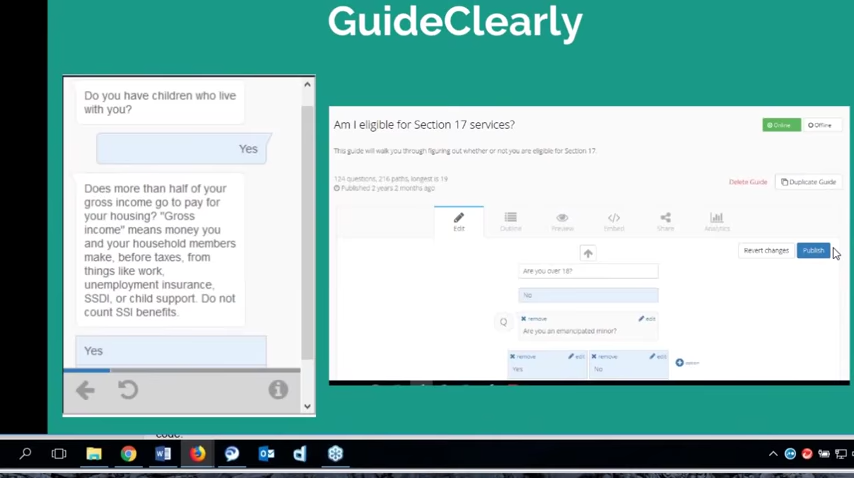 GuideClearly
Do you have children who live
with you?
Yes
Does more than half of your
gross income go to pay for
your housing? "Gross
income" means money you
and your household members
make, before taxes, from
things like work,
unemployment insurance,
SSDI, or child support. Do not
count SSI benefits.
Yes
Am I eligible for Section 17 services?
Online Offline
This guide will walk you through figuring out whether or not you are eligible for Section 17.
134 questions, 216 paths, longest is 19
Published 2 years 2 months ago
Delete Guide Duplicate Guide
Edit Outline Preview Embed Share Analytics
Revert changes Publish
Are you over 18?
No
remove edit
Q
Are you an emancipated minor?
remove edit remove edit
Yes No
code.